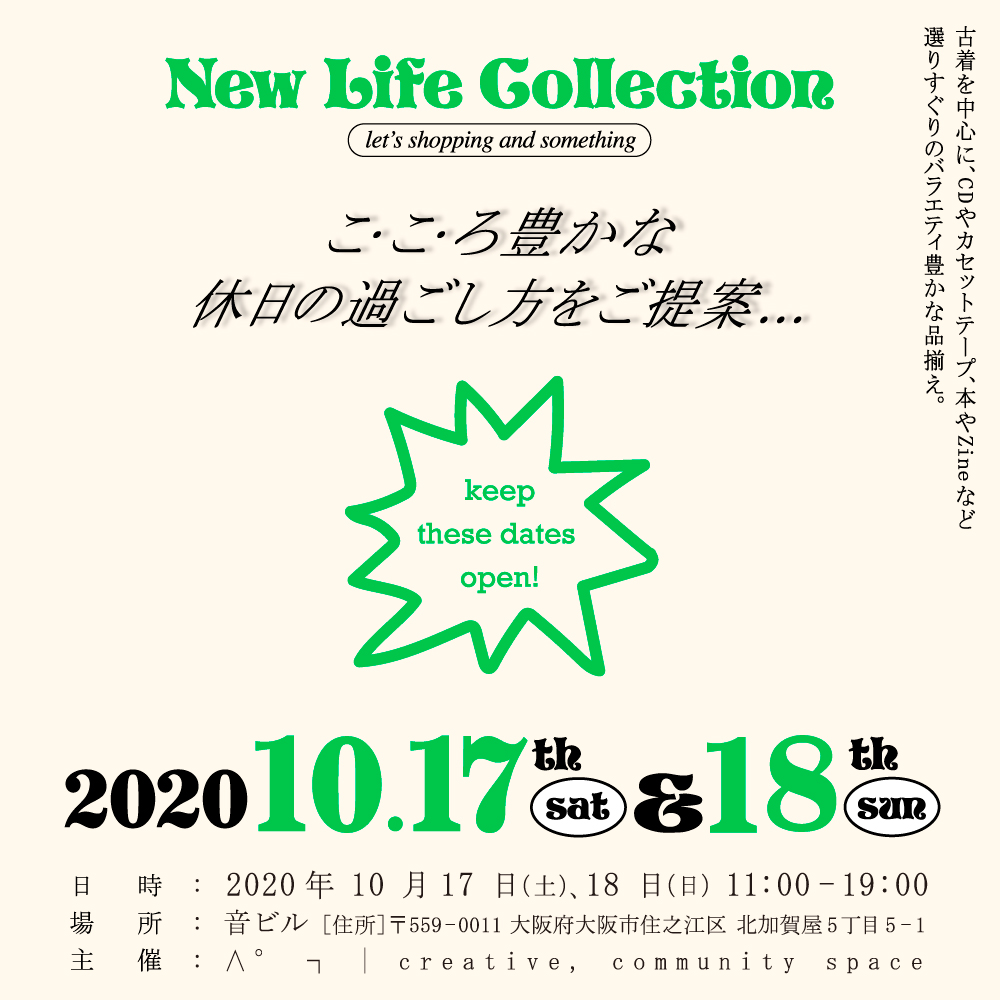 New Life Collection
let's shopping and something
古着を中心に、CDやカセットテープ、本やZineなど
選りすぐりのバラエティ豊かな品揃え。
こ・こ・ろ豊かな
休日の過ごし方をご提案...
keep
these dates
open!
2020 10.17th sat & 18th sun
日時：2020年 10月17日(土)、18日(日) 11:00-19:00
場所：音ビル [住所]〒559-0011 大阪府大阪市住之江区 北加賀屋5丁目5-1
主催：∧° ┐ | creative, community space